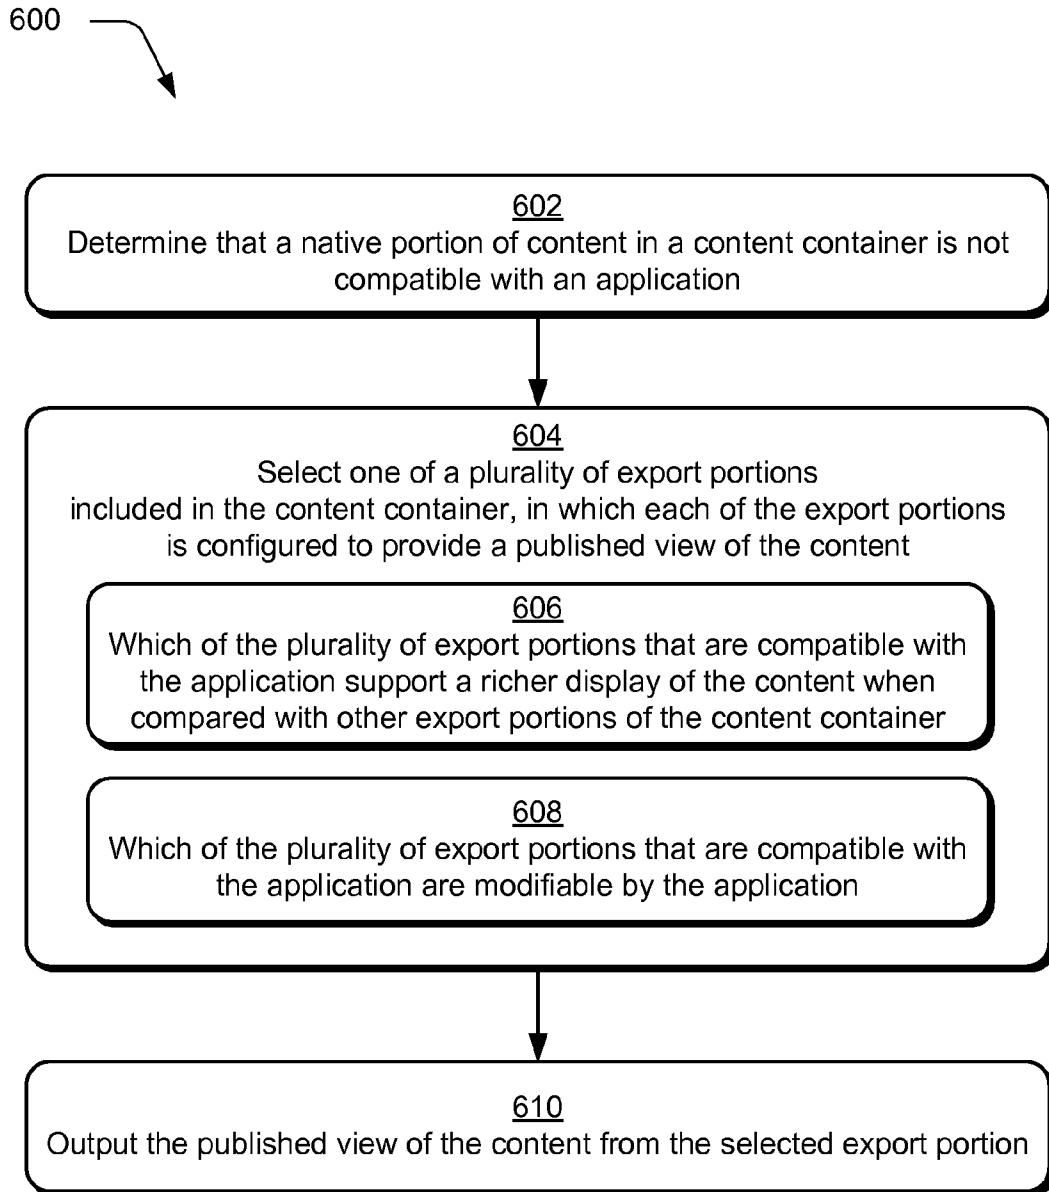 600
602
Determine that a native portion of content in a content container is not
compatible with an application
604
Select one of a plurality of export portions
included in the content container, in which each of the export portions
is configured to provide a published view of the content
606
Which of the plurality of export portions that are compatible with
the application support a richer display of the content when
compared with other export portions of the content container
608
Which of the plurality of export portions that are compatible with
the application are modifiable by the application
610
Output the published view of the content from the selected export portion